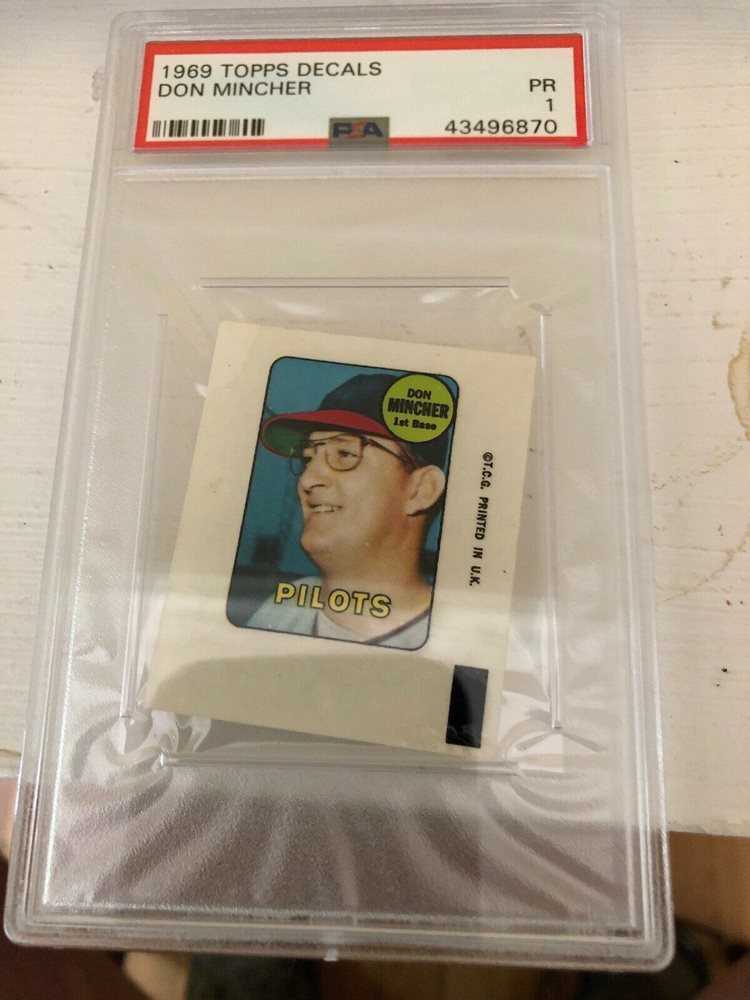 1969 TOPPS DECALS
DON MINCHER
PR
1
PSA
43496870
DON
MINCHER
1st Base
PILOTS
©T.C.G. PRINTED IN U.K.